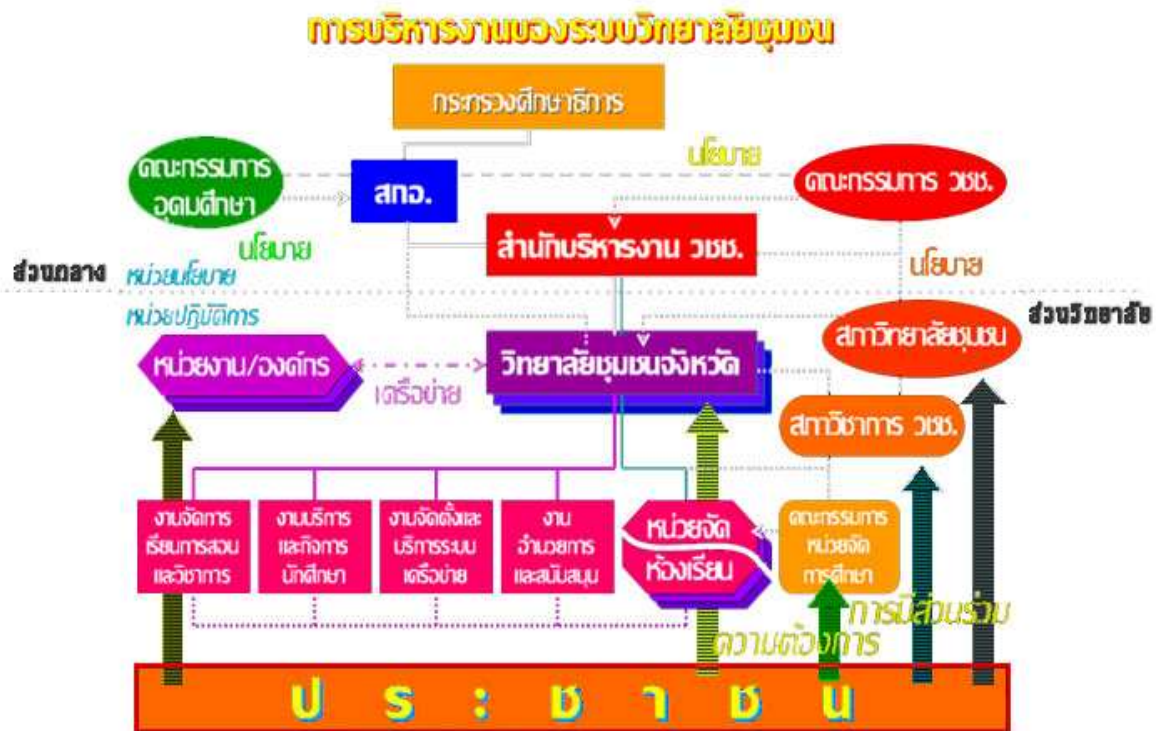 การบริหารงานของระบบวิทยาลัยชุมชน
กระทรวงศึกษาธิการ
คณะกรรมการ
อุดมศึกษา
สกอ.
นโยบาย
คณะกรรมการ วชช.
สำนักบริหารงาน วชช.
นโยบาย
นโยบาย
ส่วนกลาง
หน่วยนโยบาย
หน่วยปฏิบัติการ
ส่วนวิทยาลัย
สภาวิทยาลัยชุมชน
หน่วยงาน/องค์กร
เครือข่าย
วิทยาลัยชุมชนจังหวัด
สภาวิชาการ วชช.
งานจัดการ
เรียนการสอน
และวิชาการ
งานบริการ
และกิจการ
นักศึกษา
งานจัดตั้งและ
บริการระบบ
เครือข่าย
งาน
อำนวยการ
และสนับสนุน
หน่วยจัด
ห้องเรียน
คณะกรรมการ
หน่วยจัด
การศึกษา
การมีส่วนร่วม
ความต้องการ
ประชาชน